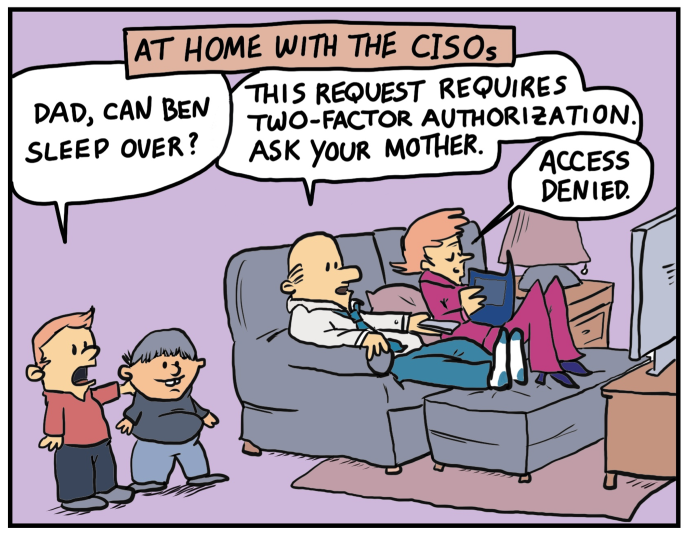 AT HOME WITH THE CISOs
DAD, CAN BEN
SLEEP OVER?
THIS REQUEST REQUIRES
TWO-FACTOR AUTHORIZATION.
ASK YOUR MOTHER.
ACCESS
DENIED.